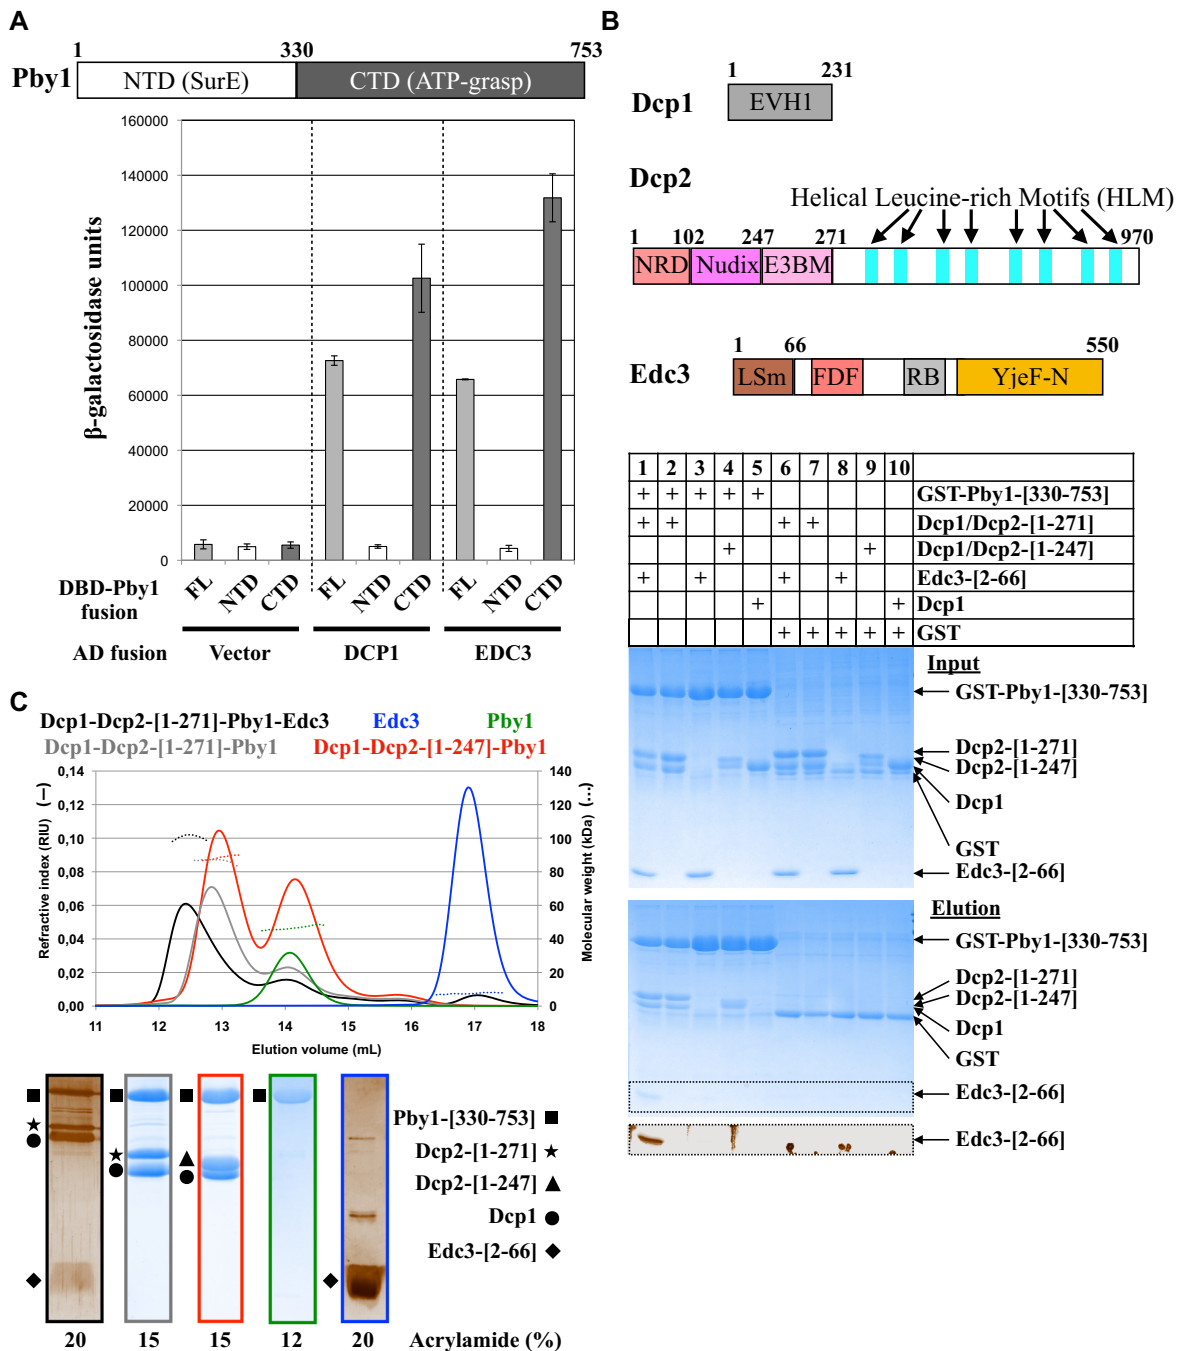 A
1 330 753
Pby1 NTD (SurE) CTD (ATP-grasp)
160000
140000
120000
100000
80000
60000
40000
20000
0
β-galactosidase units
DBD-Pby1 fusion
FL NTD CTD FL NTD CTD FL NTD CTD
AD fusion Vector DCP1 EDC3
B
1 231
Dcp1 EVH1
Dcp2
Helical Leucine-rich Motifs (HLM)
1 102 247 271 970
NRD Nudix E3BM
1 66 550
Edc3 LSm FDF RB YjeF-N
1 2 3 4 5 6 7 8 9 10
+ + + + + GST-Pby1-[330-753]
+ + + + Dcp1/Dcp2-[1-271]
+ + Dcp1/Dcp2-[1-247]
+ + + + Edc3-[2-66]
+ + Dcp1
+ + + + + GST
Input
GST-Pby1-[330-753]
Dcp2-[1-271]
Dcp2-[1-247]
Dcp1
GST
Edc3-[2-66]
Elution
GST-Pby1-[330-753]
Dcp2-[1-271]
Dcp2-[1-247]
Dcp1
GST
Edc3-[2-66]
Edc3-[2-66]
C
Dcp1-Dcp2-[1-271]-Pby1-Edc3 Edc3 Pby1
Dcp1-Dcp2-[1-271]-Pby1 Dcp1-Dcp2-[1-247]-Pby1
0,14
0,12
0,10
0,08
0,06
0,04
0,02
0,00
Refractive index (RIU) (—)
140
120
100
80
60
40
20
0
Molecular weight (kDa) (...)
11 12 13 14 15 16 17 18
Elution volume (mL)
Pby1-[330-753] ■
Dcp2-[1-271] ★
Dcp2-[1-247] ▲
Dcp1 ●
Edc3-[2-66] ◆
20 15 15 12 20 Acrylamide (%)